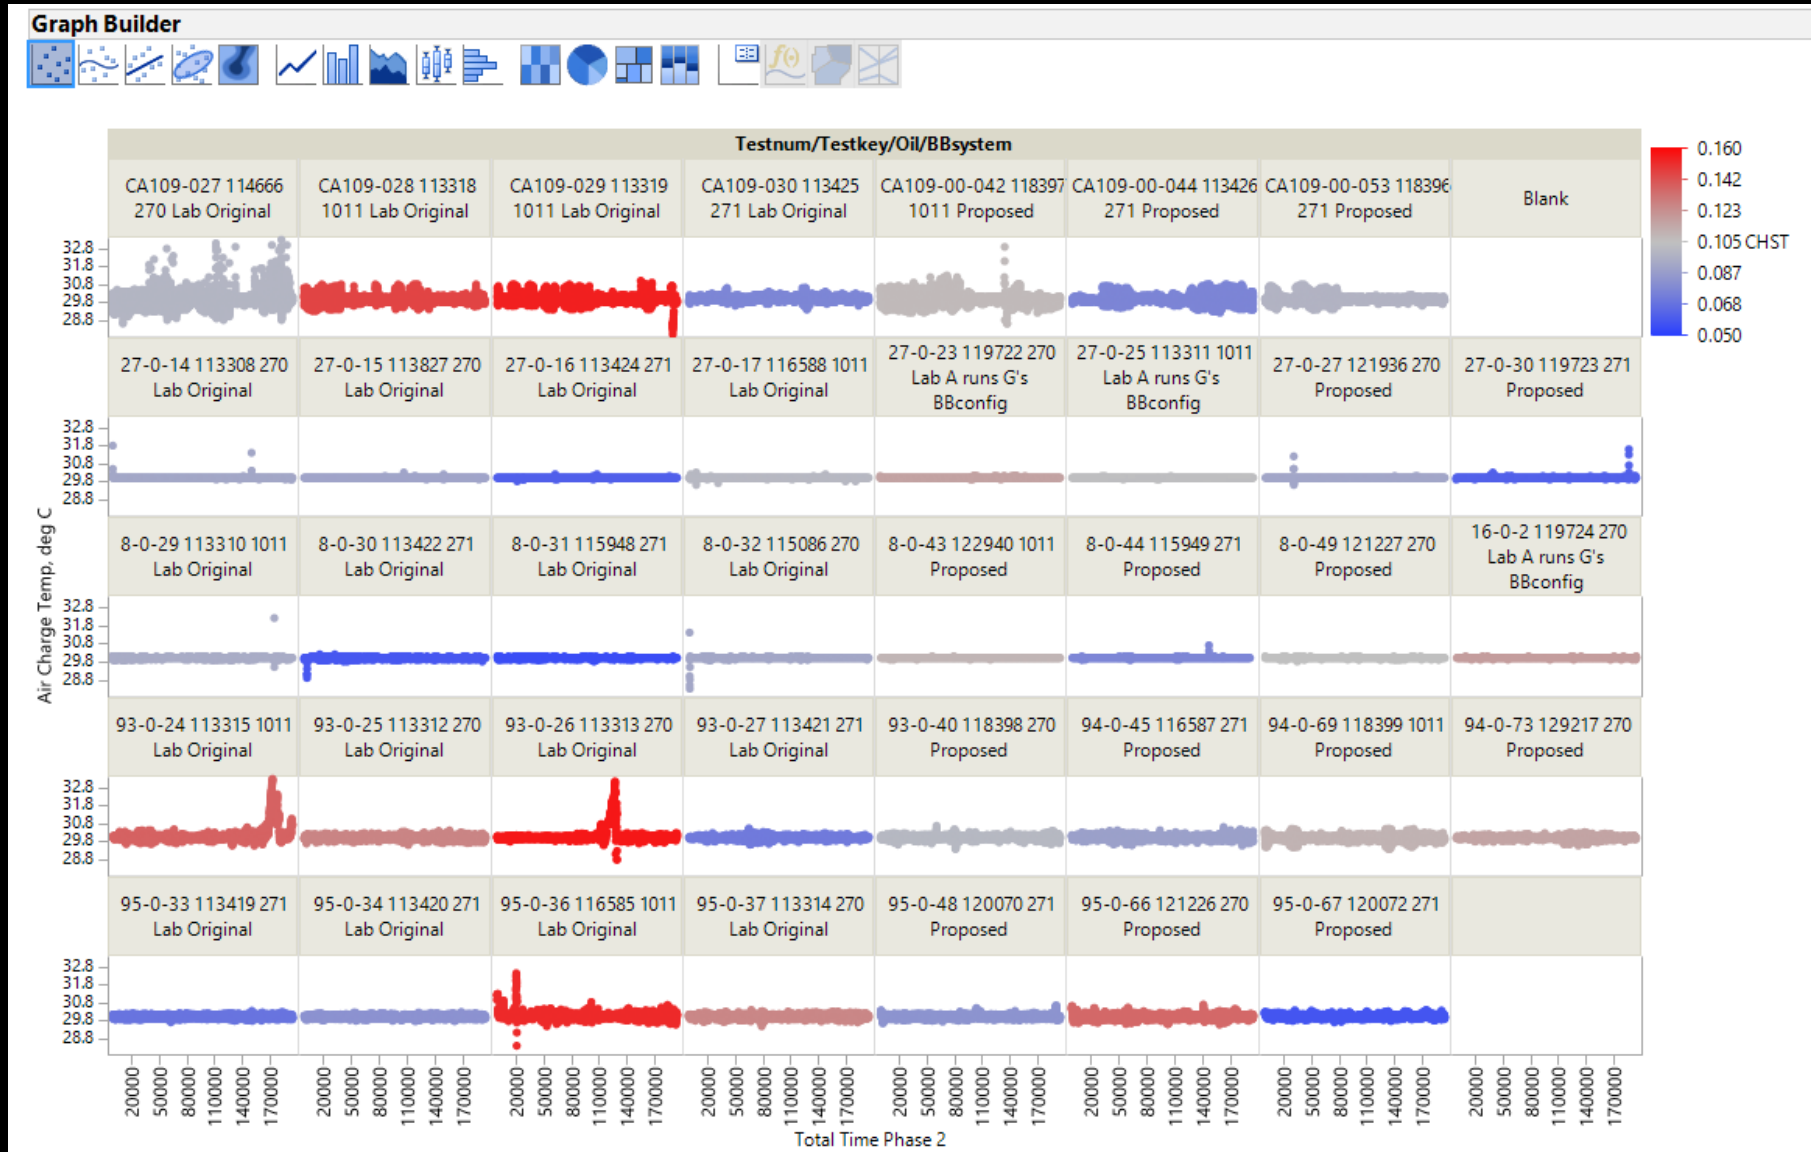 Graph Builder
Testnum/Testkey/Oil/BBsystem
CA109-027 114666
270 Lab Original
CA109-028 113318
1011 Lab Original
CA109-029 113319
1011 Lab Original
CA109-030 113425
271 Lab Original
CA109-00-042 118397
1011 Proposed
CA109-00-044 113426
271 Proposed
CA109-00-053 118396
271 Proposed
Blank
0.160
0.142
0.123
0.105 CHST
0.087
0.068
0.050
32.8
31.8
30.8
29.8
28.8
27-0-14 113308 270
Lab Original
27-0-15 113827 270
Lab Original
27-0-16 113424 271
Lab Original
27-0-17 116588 1011
Lab Original
27-0-23 119722 270
Lab A runs G's
BBconfig
27-0-25 113311 1011
Lab A runs G's
BBconfig
27-0-27 121936 270
Proposed
27-0-30 119723 271
Proposed
32.8
31.8
30.8
29.8
28.8
8-0-29 113310 1011
Lab Original
8-0-30 113422 271
Lab Original
8-0-31 115948 271
Lab Original
8-0-32 115086 270
Lab Original
8-0-43 122940 1011
Proposed
8-0-44 115949 271
Proposed
8-0-49 121227 270
Proposed
16-0-2 119724 270
Lab A runs G's
BBconfig
Air Charge Temp, deg C
32.8
31.8
30.8
29.8
28.8
93-0-24 113315 1011
Lab Original
93-0-25 113312 270
Lab Original
93-0-26 113313 270
Lab Original
93-0-27 113421 271
Lab Original
93-0-40 118398 270
Proposed
94-0-45 116587 271
Proposed
94-0-69 118399 1011
Proposed
94-0-73 129217 270
Proposed
32.8
31.8
30.8
29.8
28.8
95-0-33 113419 271
Lab Original
95-0-34 113420 271
Lab Original
95-0-36 116585 1011
Lab Original
95-0-37 113314 270
Lab Original
95-0-48 120070 271
Proposed
95-0-66 121226 270
Proposed
95-0-67 120072 271
Proposed
32.8
31.8
30.8
29.8
28.8
20000 50000 80000 110000 140000 170000
20000 50000 80000 110000 140000 170000
20000 50000 80000 110000 140000 170000
20000 50000 80000 110000 140000 170000
20000 50000 80000 110000 140000 170000
20000 50000 80000 110000 140000 170000
20000 50000 80000 110000 140000 170000
20000 50000 80000 110000 140000 170000
Total Time Phase 2